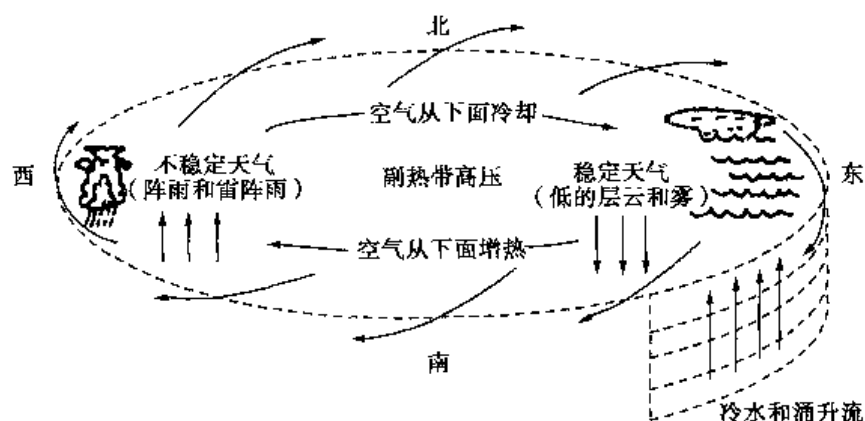 北
空气从下面冷却
西
不稳定天气
(阵雨和雷阵雨)
副热带高压
稳定天气
(低的层云和雾)
东
空气从下面增热
南
冷水和涌升流